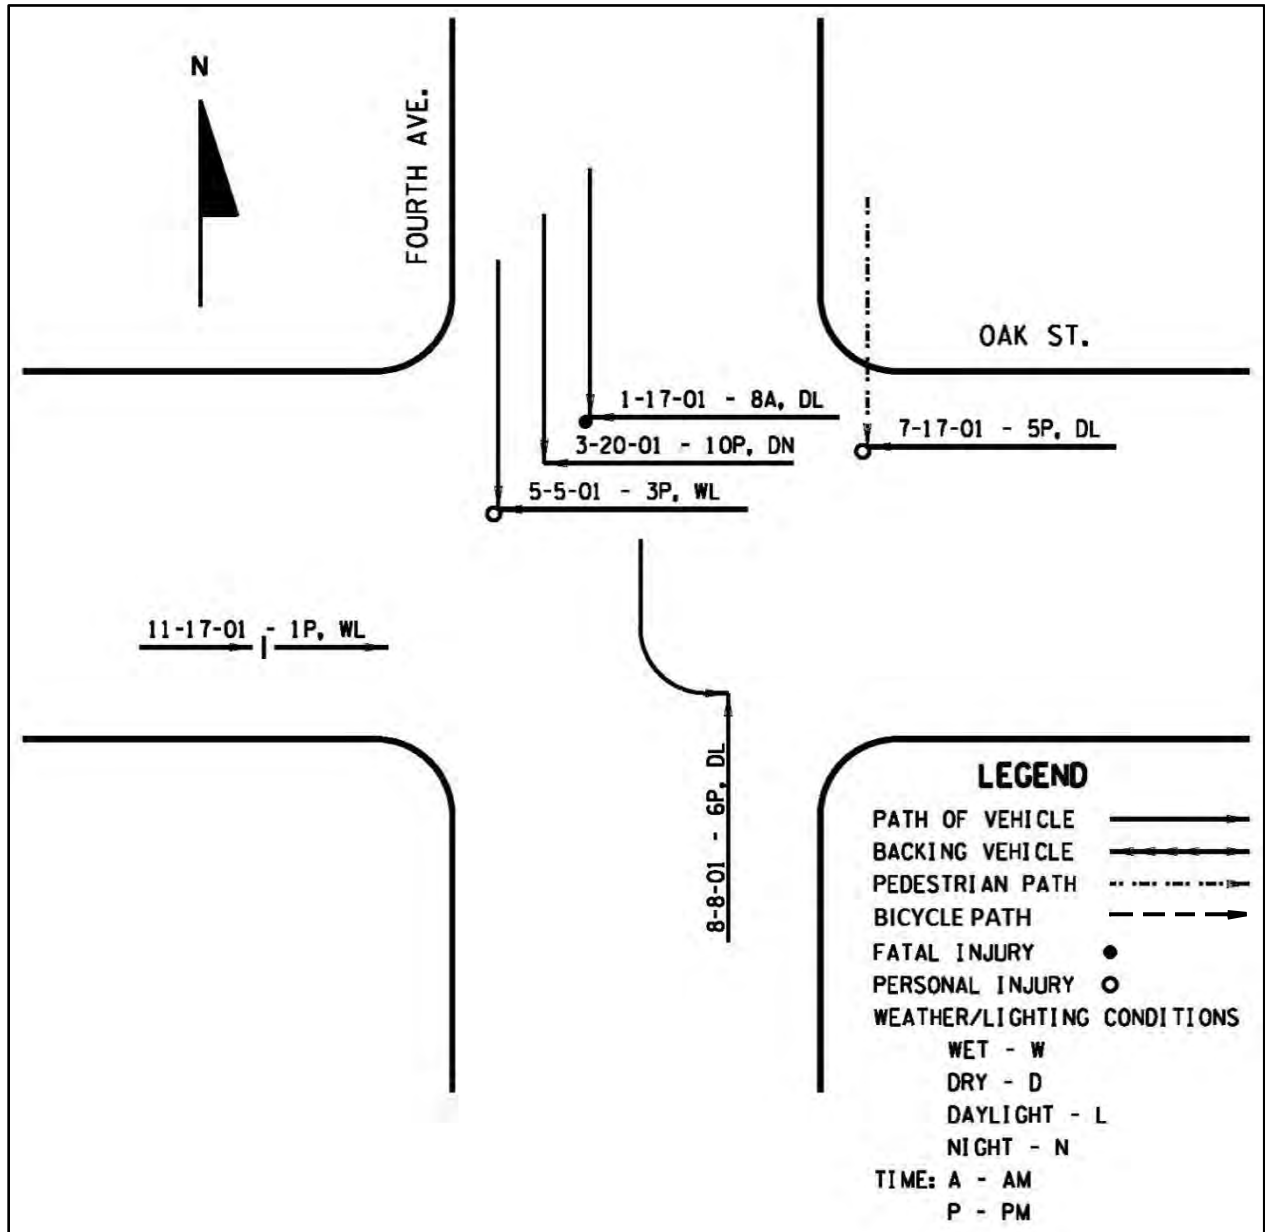 N
FOURTH AVE.
OAK ST.
1-17-01 - 8A, DL
3-20-01 - 10P, DN
7-17-01 - 5P, DL
5-5-01 - 3P, WL
11-17-01 - 1P, WL
8-8-01 - 6P, DL
LEGEND
PATH OF VEHICLE
BACKING VEHICLE
PEDESTRIAN PATH
BICYCLE PATH
FATAL INJURY
PERSONAL INJURY
WEATHER/LIGHTING CONDITIONS
WET - W
DRY - D
DAYLIGHT - L
NIGHT - N
TIME: A - AM
P - PM